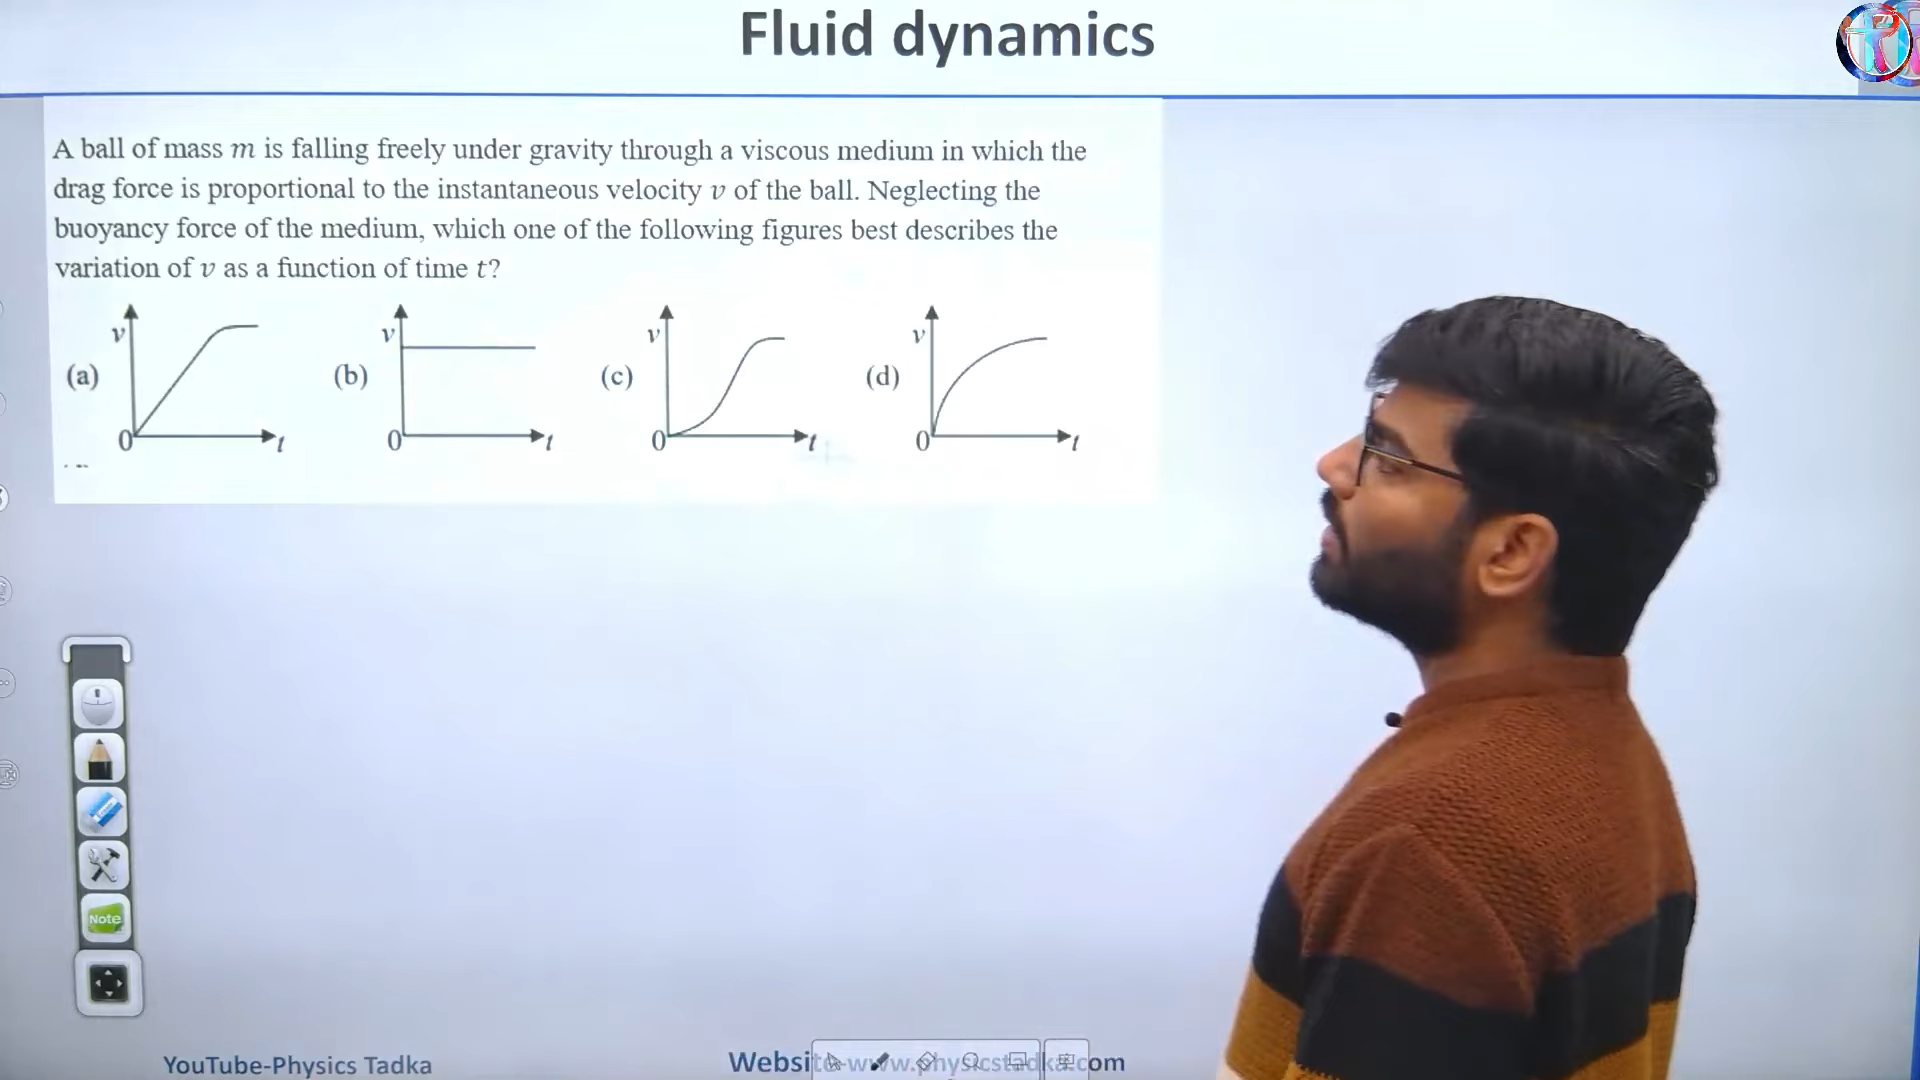 Fluid dynamics
A ball of mass m is falling freely under gravity through a viscous medium in which the
drag force is proportional to the instantaneous velocity v of the ball. Neglecting the
buoyancy force of the medium, which one of the following figures best describes the
variation of v as a function of time t?
(a) v 0 t
(b) v 0 t
(c) v 0 t
(d) v 0 t
Note
YouTube-Physics Tadka
Website-www.physicstadka.com